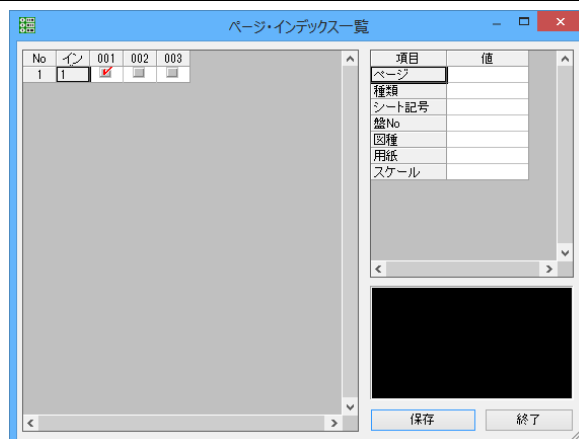 ページ・インデックス一覧
No イン 001 002 003
1 1
項目 値
ページ
種類
シート記号
盤No
図種
用紙
スケール
保存 終了